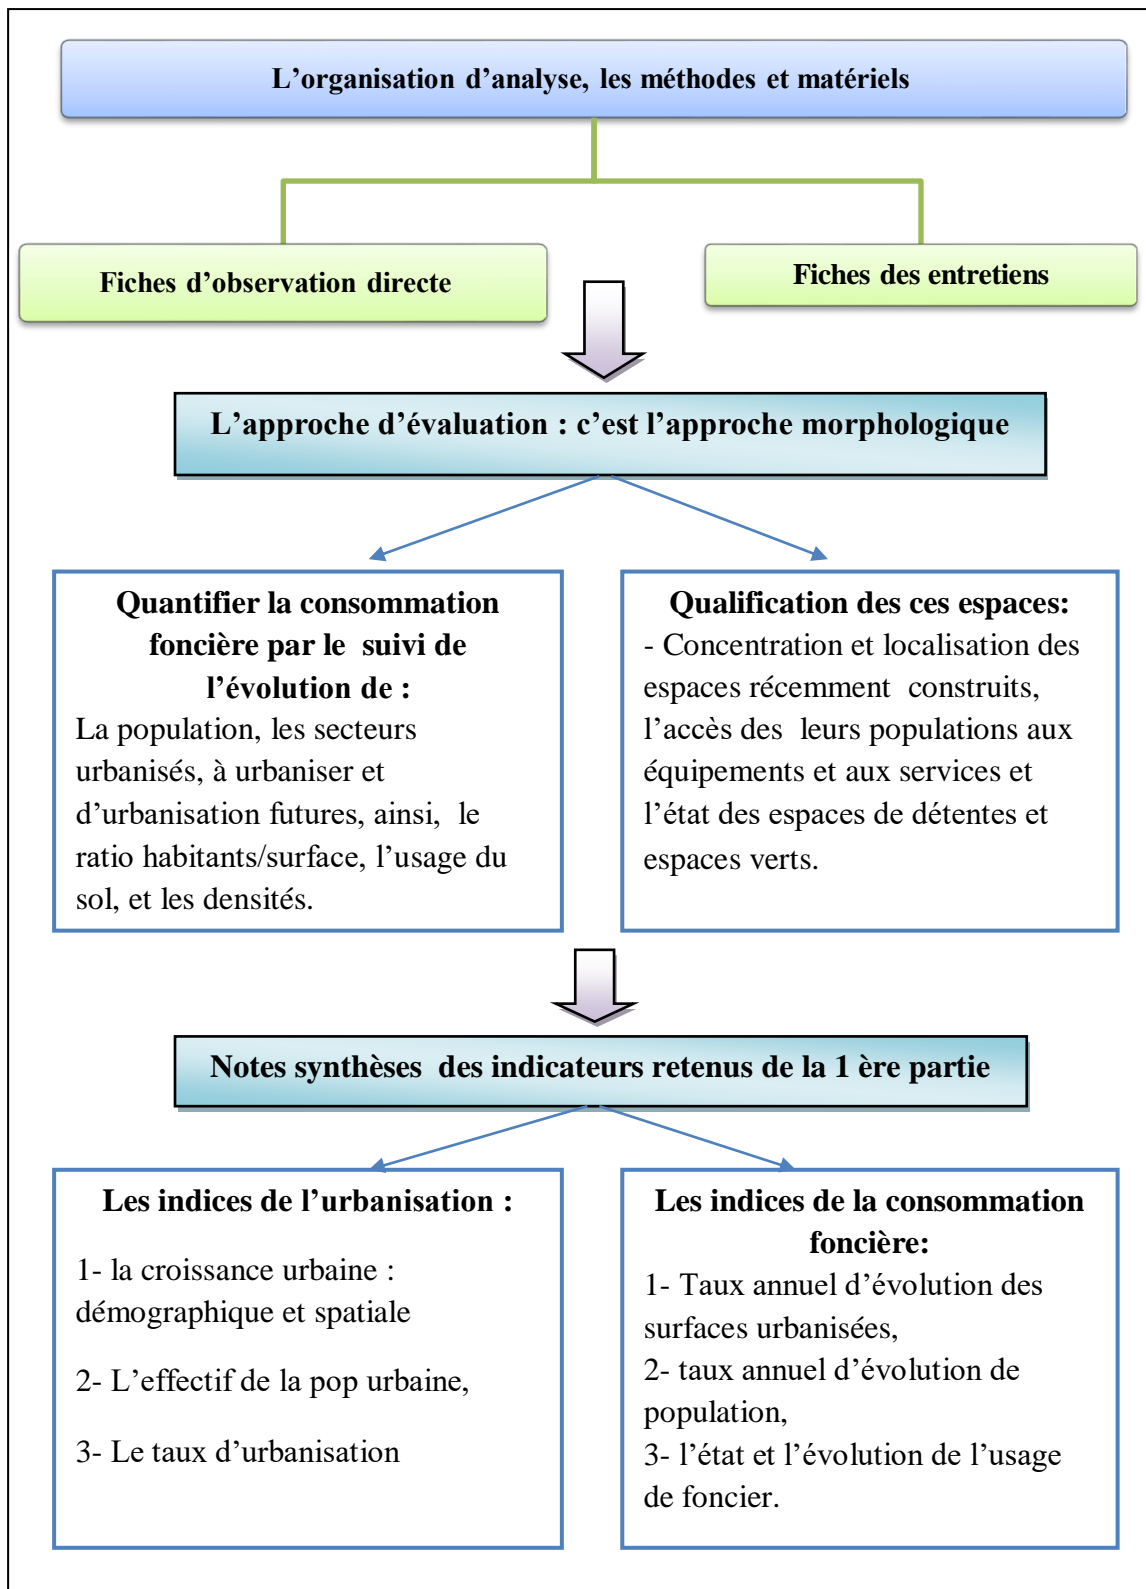 L’organisation d’analyse, les méthodes et matériels
Fiches d’observation directe
Fiches des entretiens
L’approche d’évaluation : c’est l’approche morphologique
Quantifier la consommation
foncière par le suivi de
l’évolution de :
La population, les secteurs
urbanisés, à urbaniser et
d’urbanisation futures, ainsi, le
ratio habitants/surface, l’usage du
sol, et les densités.
Qualification des ces espaces:
- Concentration et localisation des
espaces récemment construits,
l’accès des leurs populations aux
équipements et aux services et
l’état des espaces de détentes et
espaces verts.
Notes synthèses des indicateurs retenus de la 1 ère partie
Les indices de l’urbanisation :
1- la croissance urbaine :
démographique et spatiale
2- L’effectif de la pop urbaine,
3- Le taux d’urbanisation
Les indices de la consommation
foncière:
1- Taux annuel d’évolution des
surfaces urbanisées,
2- taux annuel d’évolution de
population,
3- l’état et l’évolution de l’usage
de foncier.